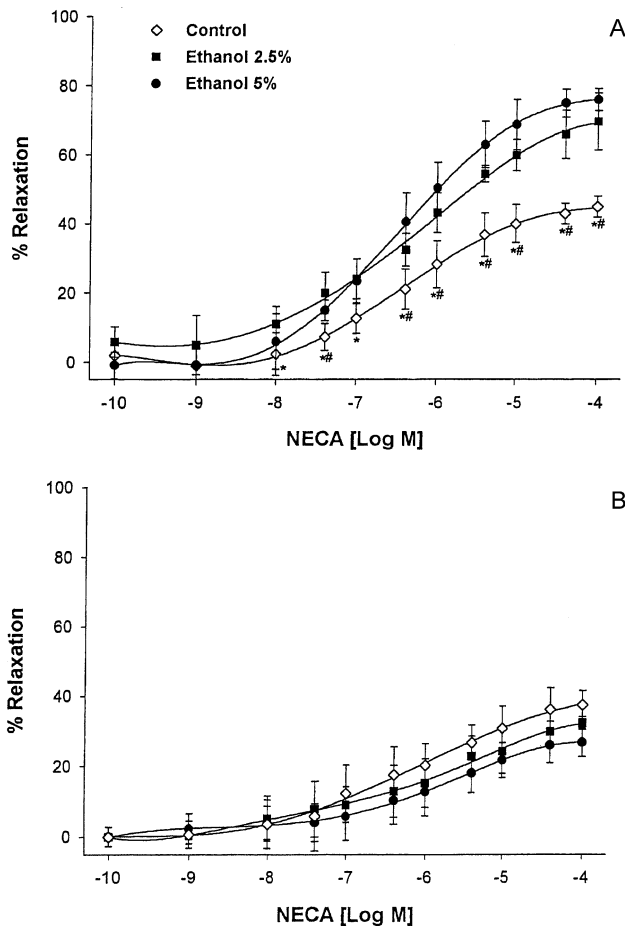 A
100
80
60
40
20
0
% Relaxation
Control
Ethanol 2.5%
Ethanol 5%
*
*#
*
*#
*#
*#
*#
*#
*#
-10 -9 -8 -7 -6 -5 -4
NECA [Log M]
B
100
80
60
40
20
0
% Relaxation
-10 -9 -8 -7 -6 -5 -4
NECA [Log M]